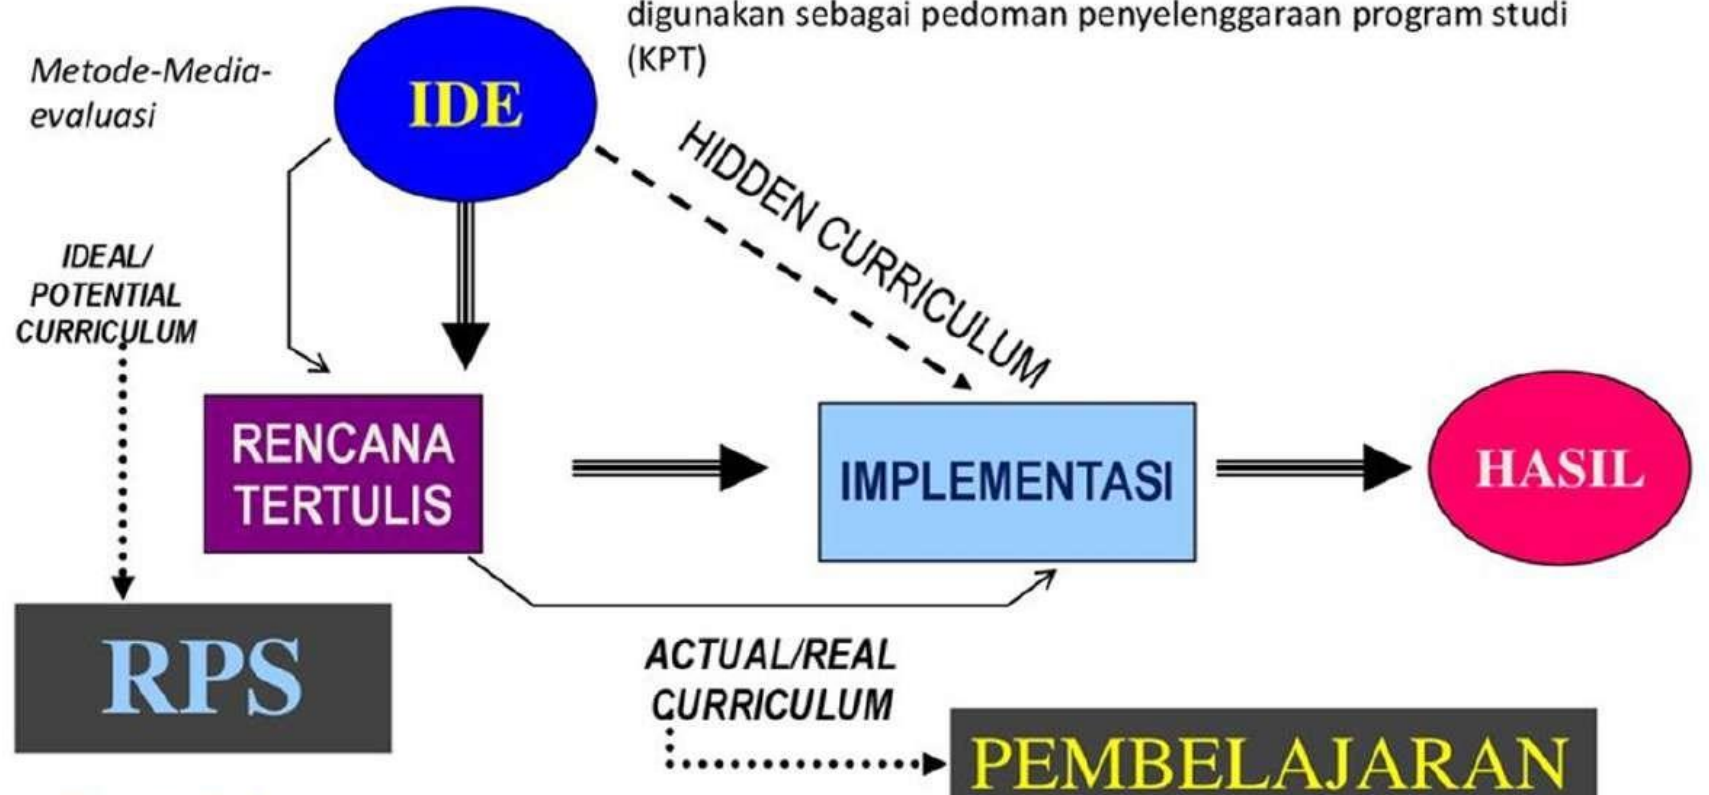 digunakan sebagai pedoman penyelenggaraan program studi
(KPT)
Metode-Media-
evaluasi
IDE
HIDDEN CURRICULUM
IDEAL/
POTENTIAL
CURRICULUM
RENCANA
TERTULIS
IMPLEMENTASI
HASIL
RPS
ACTUAL/REAL
CURRICULUM
PEMBELAJARAN